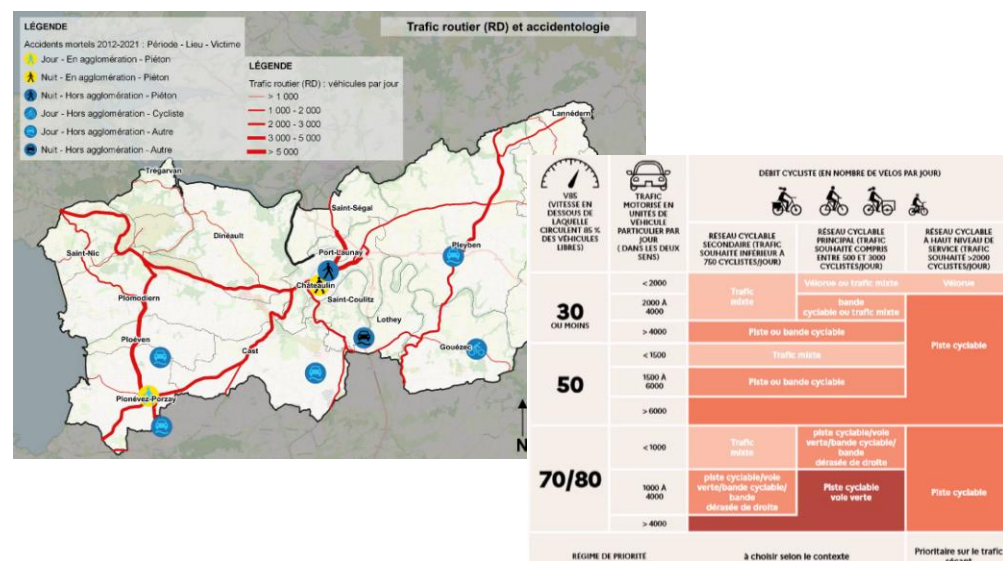 Trafic routier (RD) et accidentologie
LÉGENDE
Accidents mortels 2012-2021 : Période - Lieu - Victime
Jour - En agglomération - Piéton
Nuit - En agglomération - Piéton
Nuit - Hors agglomération - Piéton
Jour - Hors agglomération - Cycliste
Jour - Hors agglomération - Autre
Nuit - Hors agglomération - Autre
LÉGENDE
Trafic routier (RD) : véhicules par jour
> 1 000
1 000 - 2 000
2 000 - 3 000
3 000 - 5 000
> 5 000
Lannédern
Trégarvan
Saint-Ségal
Dinéault
Pleyben
Port-Launay
Saint-Nic
Châteaulin
Saint-Coulitz
Plomodiern
Lothey
Ploéven
Cast
Gouézec
Plonévez-Porzay
N
V85
(VITESSE EN
DESSOUS DE
LAQUELLE
CIRCULENT 85 %
DES VÉHICULES
LIBRES)
TRAFIC
MOTORISÉ EN
UNITÉS DE
VÉHICULE
PARTICULIER PAR
JOUR
(DANS LES DEUX
SENS)
DÉBIT CYCLISTE (EN NOMBRE DE VÉLOS PAR JOUR)
RÉSEAU CYCLABLE
SECONDAIRE (TRAFIC
SOUHAITÉ INFÉRIEUR À
750 CYCLISTES/JOUR)
RÉSEAU CYCLABLE
PRINCIPAL (TRAFIC
SOUHAITÉ COMPRIS
ENTRE 500 ET 3000
CYCLISTES/JOUR)
RÉSEAU CYCLABLE
À HAUT NIVEAU DE
SERVICE (TRAFIC
SOUHAITÉ >2000
CYCLISTES/JOUR)
30
OU MOINS
< 2000
Trafic
mixte
Vélorue ou trafic mixte
Vélorue
2000 À
4000
bande
cyclable ou trafic mixte
Piste cyclable
> 4000
Piste ou bande cyclable
50
< 1500
Trafic mixte
1500 À
6000
Piste ou bande cyclable
> 6000
70/80
< 1000
Trafic
mixte
piste cyclable/voie
verte/bande cyclable/
bande
dérasée de droite
Piste cyclable
1000 À
4000
piste cyclable/voie
verte/bande cyclable/
bande
dérasée de droite
Piste cyclable
voie verte
> 4000
RÉGIME DE PRIORITÉ
à choisir selon le contexte
Prioritaire sur le trafic